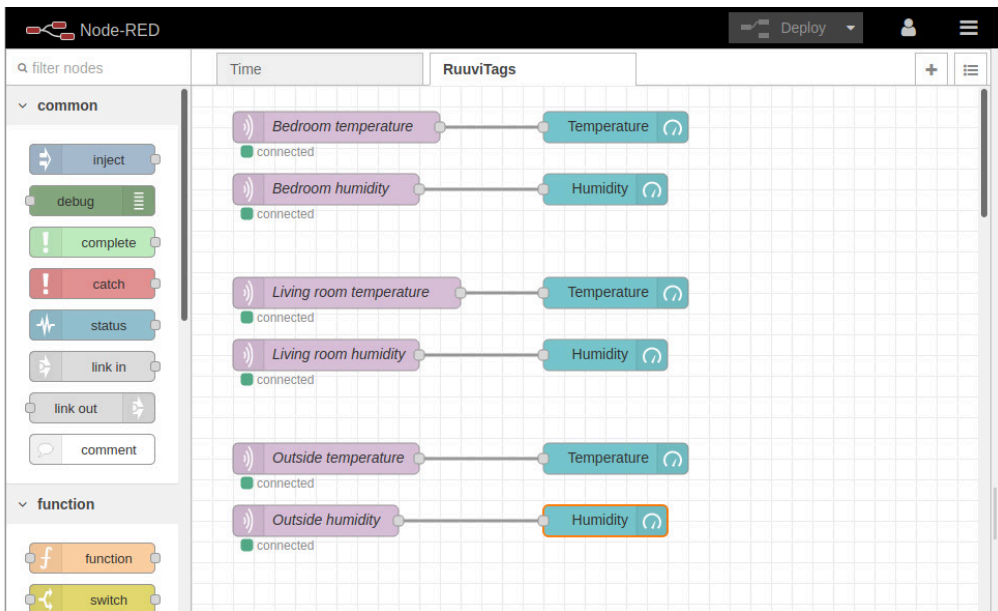 Node-RED
Deploy
filter nodes
Time
RuuviTags
common
inject
debug
complete
catch
status
link in
link out
comment
function
function
switch
Bedroom temperature
Temperature
connected
Bedroom humidity
Humidity
connected
Living room temperature
Temperature
connected
Living room humidity
Humidity
connected
Outside temperature
Temperature
connected
Outside humidity
Humidity
connected